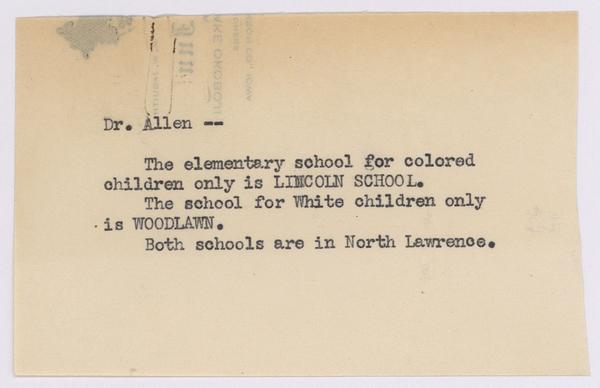 Dr. Allen --
The elementary school for colored
children only is LINCOLN SCHOOL.
The school for White children only
is WOODLAWN.
Both schools are in North Lawrence.